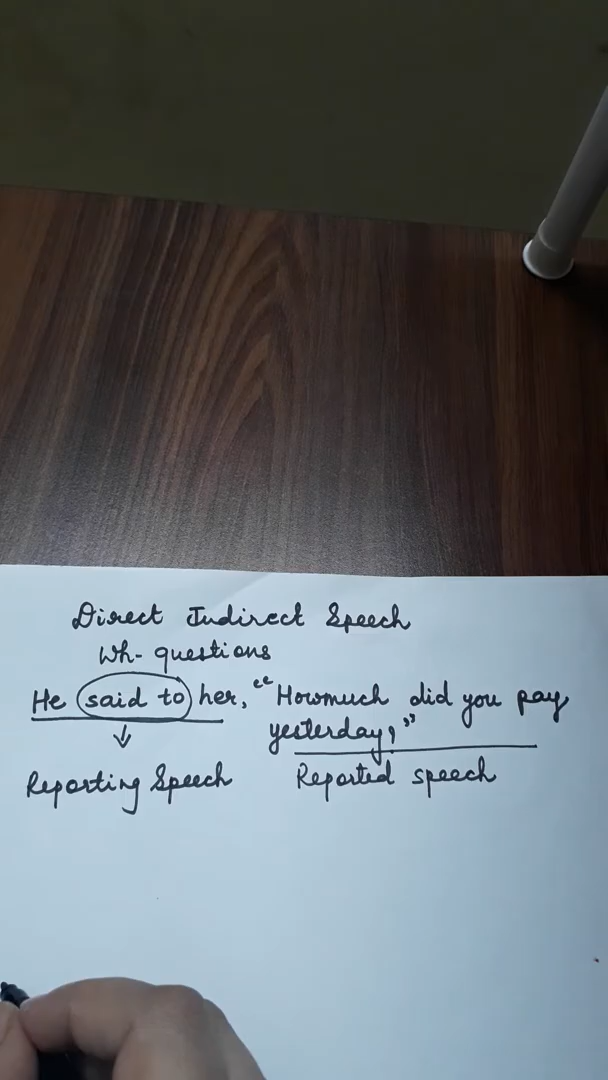 Direct Indirect Speech
Wh- questions
He said to her, "Howmuch did you pay
yesterday?"
Reporting Speech
Reported speech